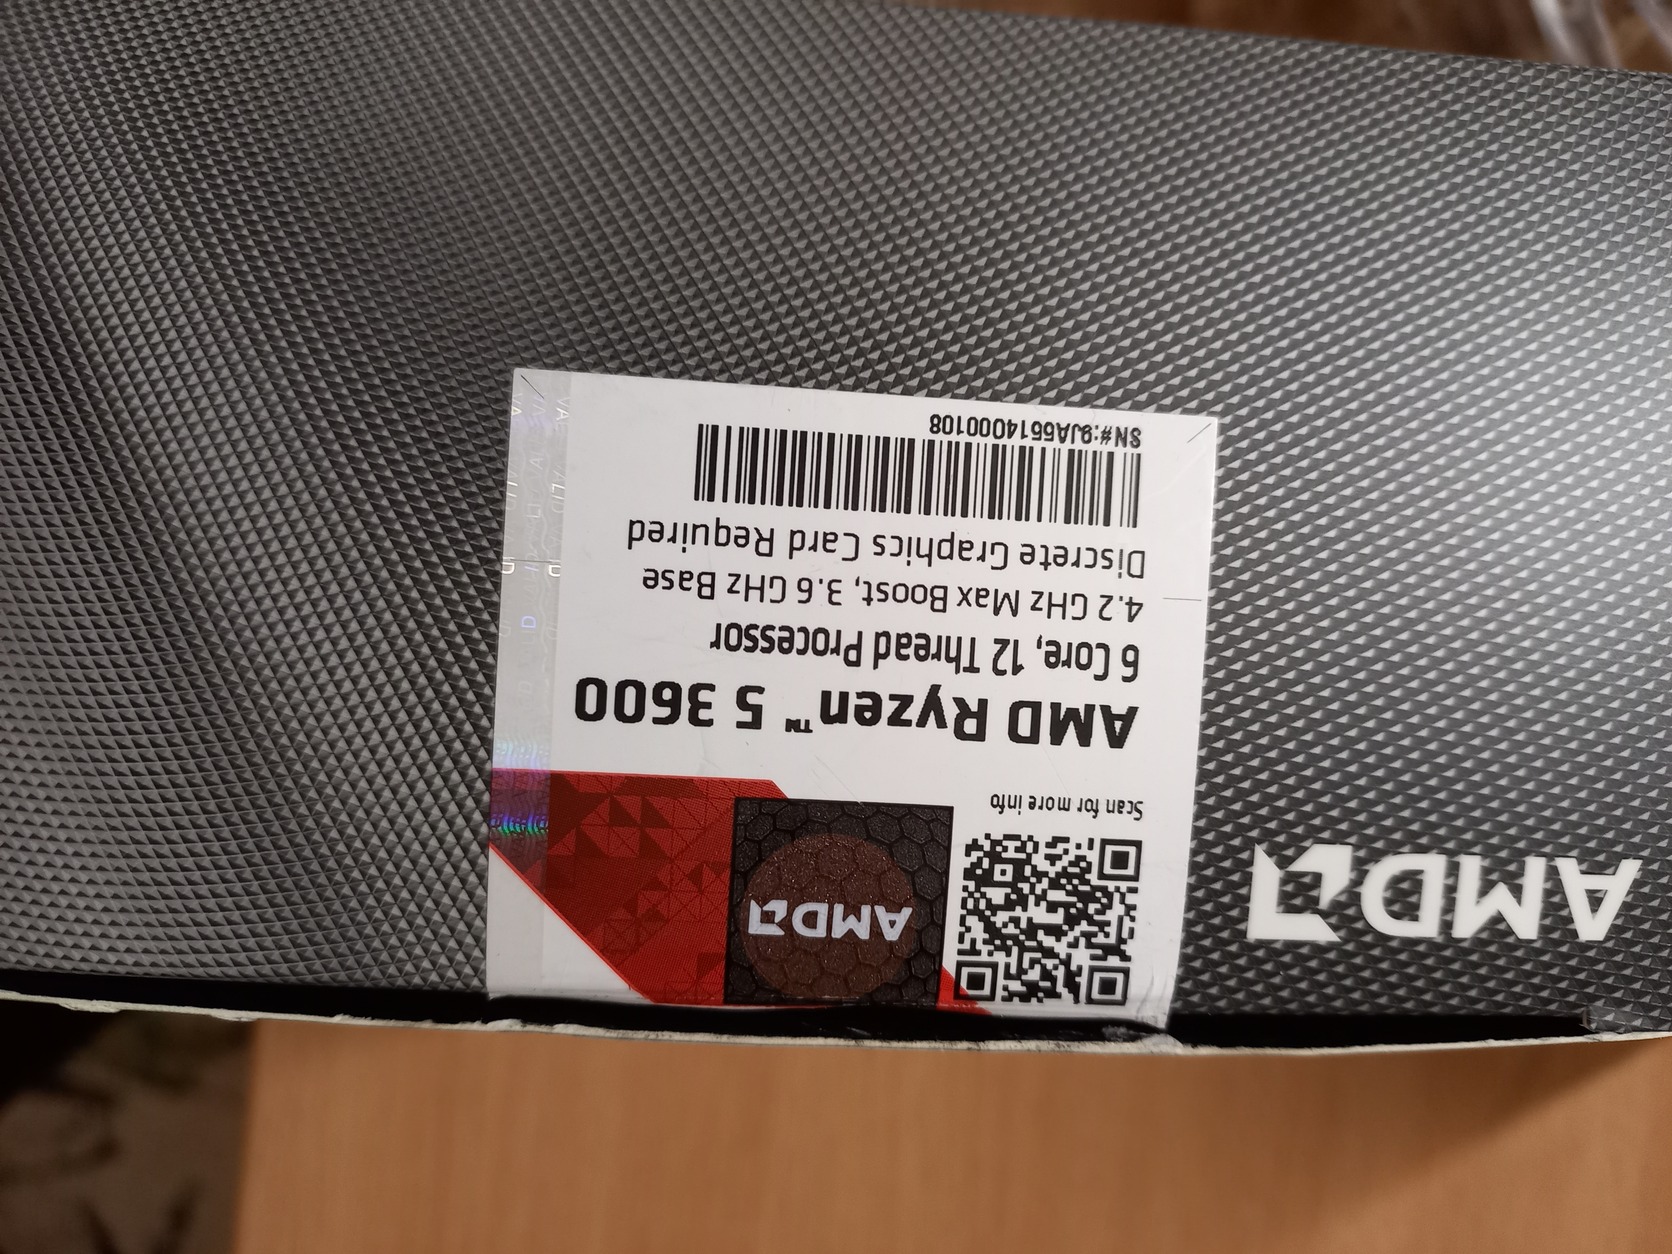 AMD
AMD
Scan for more info
AMD Ryzen™ 5 3600
6 Core, 12 Thread Processor
4.2 GHz Max Boost, 3.6 GHz Base
Discrete Graphics Card Required
SN#:9JA5514000108